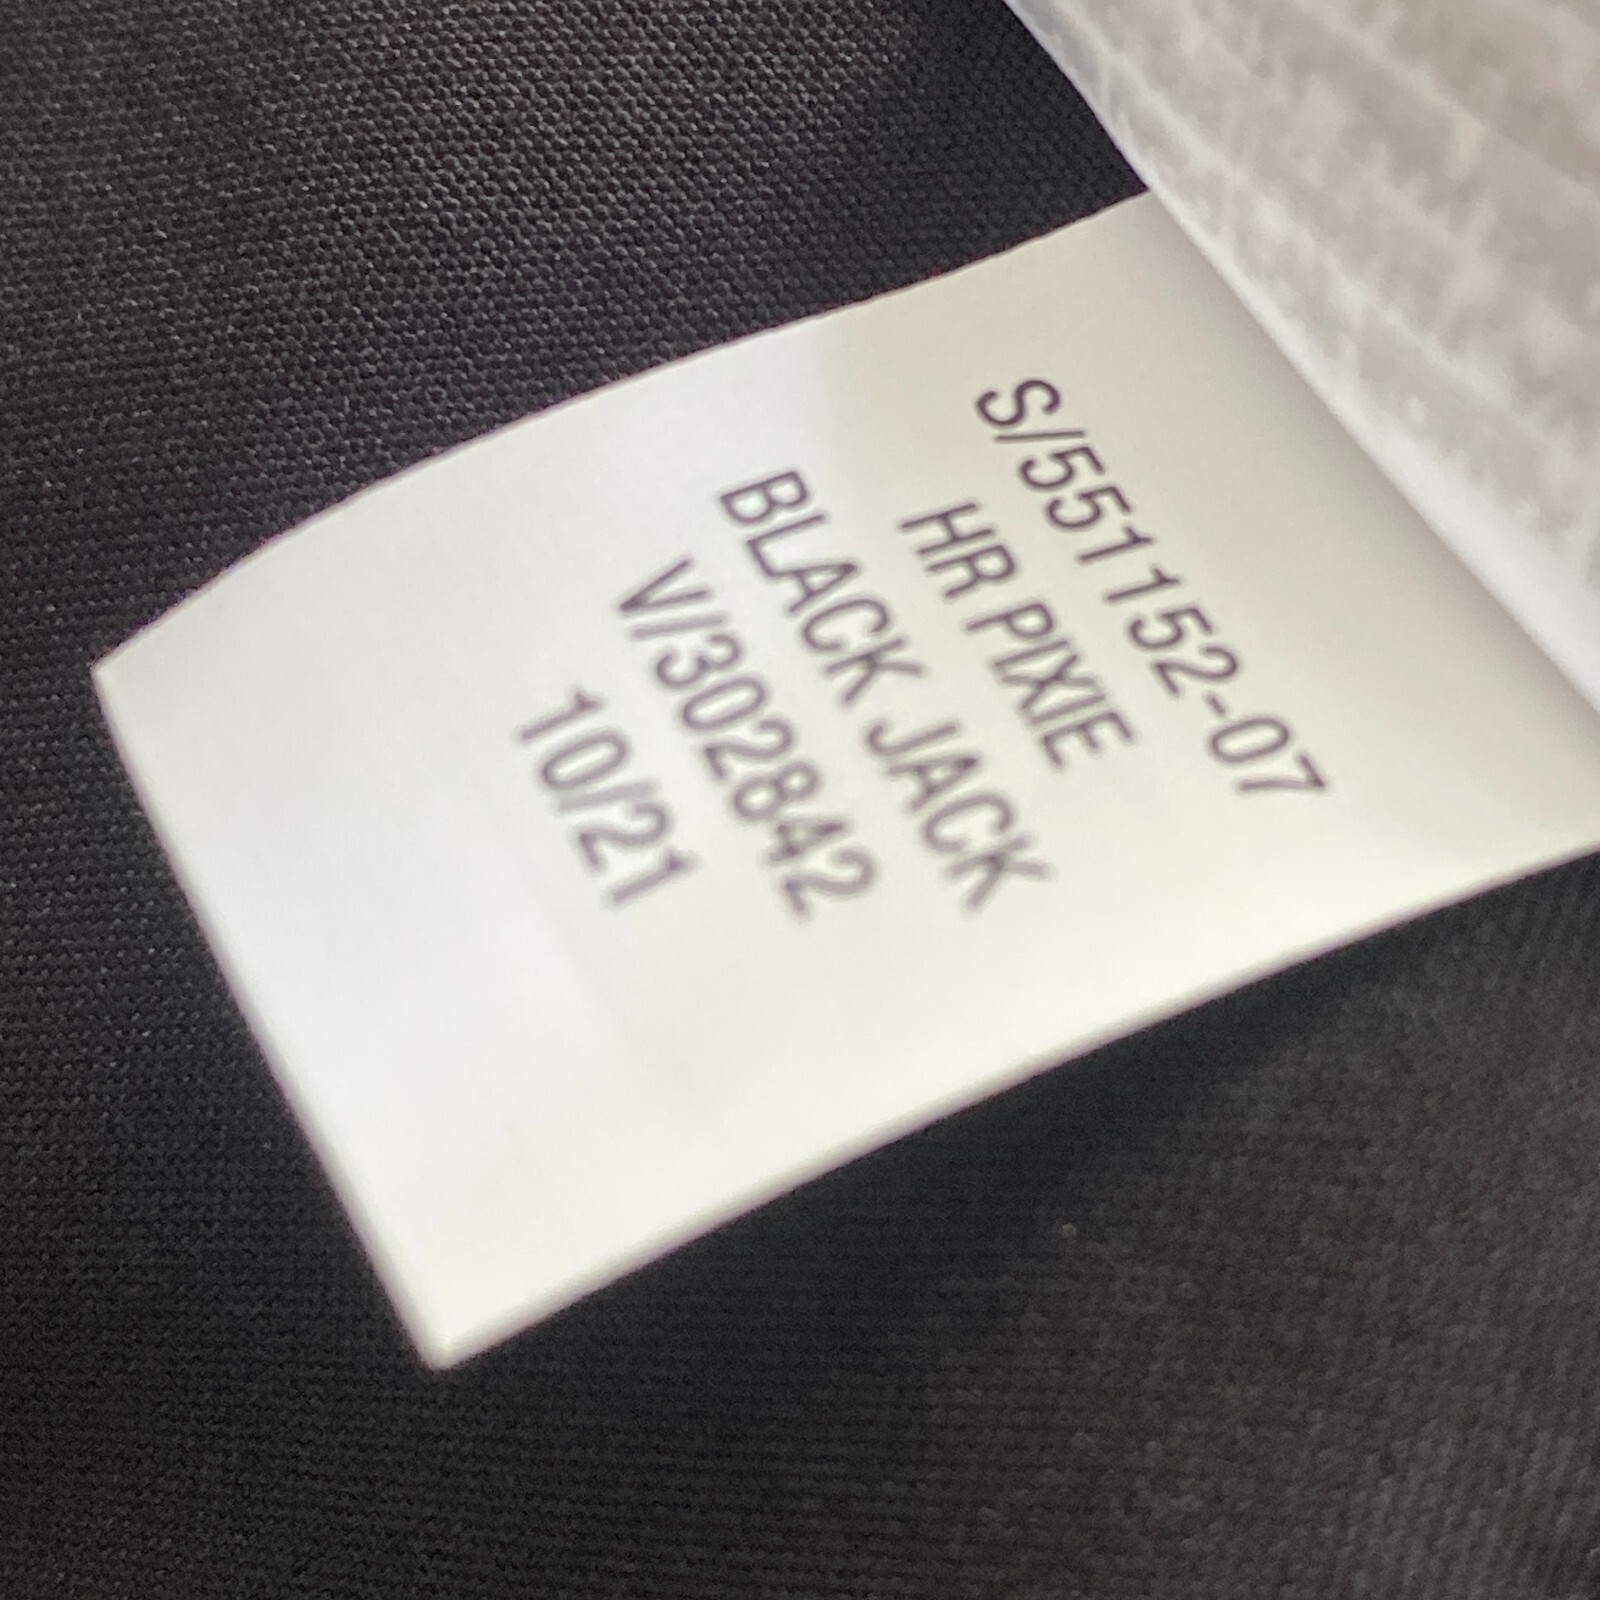 S/551152-07
HR PIXIE
BLACK JACK
V/302842
10/21